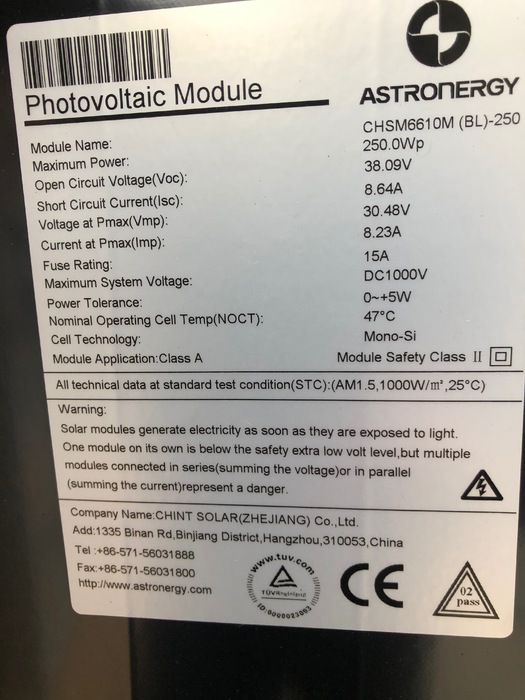 ASTRONERGY
Photovoltaic Module
Module Name: CHSM6610M (BL)-250
Maximum Power: 250.0Wp
Open Circuit Voltage(Voc): 38.09V
Short Circuit Current(Isc): 8.64A
Voltage at Pmax(Vmp): 30.48V
Current at Pmax(Imp): 8.23A
Fuse Rating: 15A
Maximum System Voltage: DC1000V
Power Tolerance: 0~+5W
Nominal Operating Cell Temp(NOCT): 47°C
Cell Technology: Mono-Si
Module Application:Class A Module Safety Class II
All technical data at standard test condition(STC):(AM1.5,1000W/m²,25°C)
Warning:
Solar modules generate electricity as soon as they are exposed to light.
One module on its own is below the safety extra low volt level,but multiple
modules connected in series(summing the voltage)or in parallel
(summing the current)represent a danger.
Company Name:CHINT SOLAR(ZHEJIANG) Co.,Ltd.
Add:1335 Binan Rd,Binjiang District,Hangzhou,310053,China
Tel :+86-571-56031888
Fax:+86-571-56031800
http://www.astronergy.com
www.tuv.com
TÜVRheinland
CE
02
pass